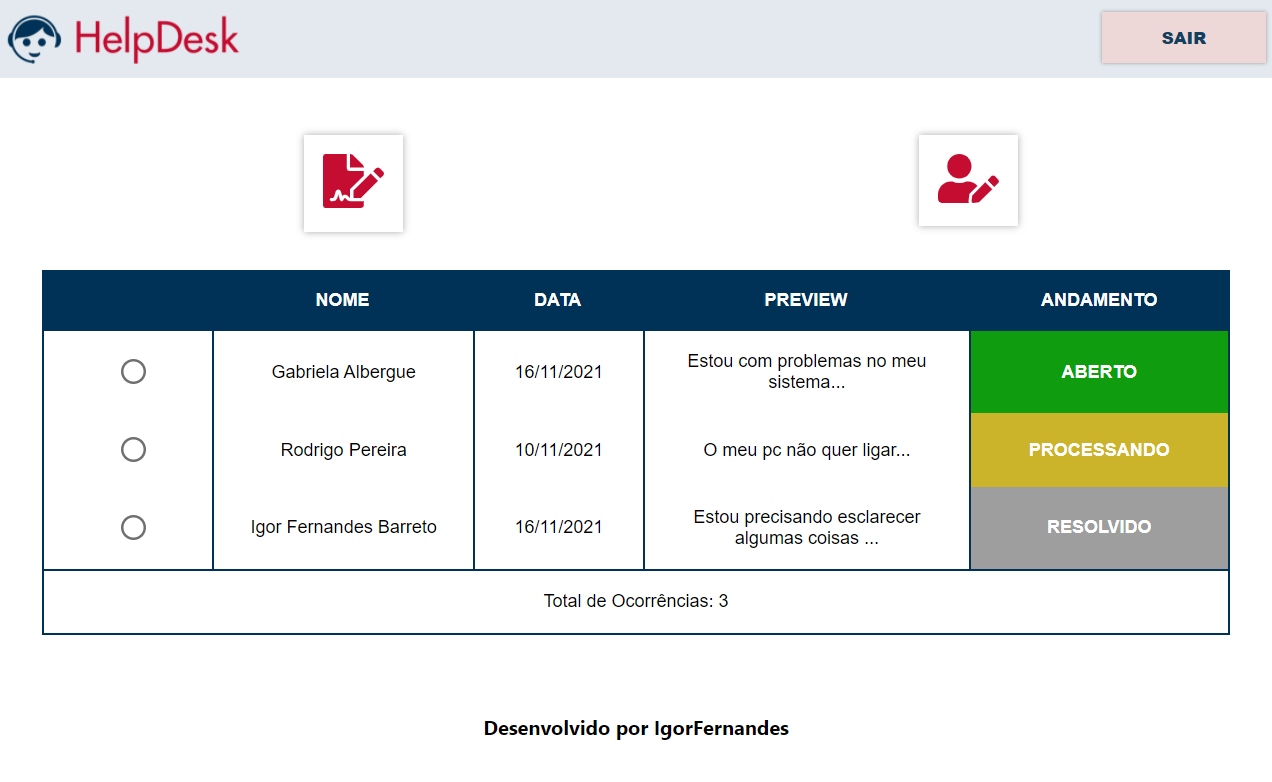 HelpDesk
SAIR
NOME DATA PREVIEW ANDAMENTO
Gabriela Albergue 16/11/2021 Estou com problemas no meu
sistema... ABERTO
Rodrigo Pereira 10/11/2021 O meu pc não quer ligar... PROCESSANDO
Igor Fernandes Barreto 16/11/2021 Estou precisando esclarecer
algumas coisas ... RESOLVIDO
Total de Ocorrências: 3
Desenvolvido por IgorFernandes